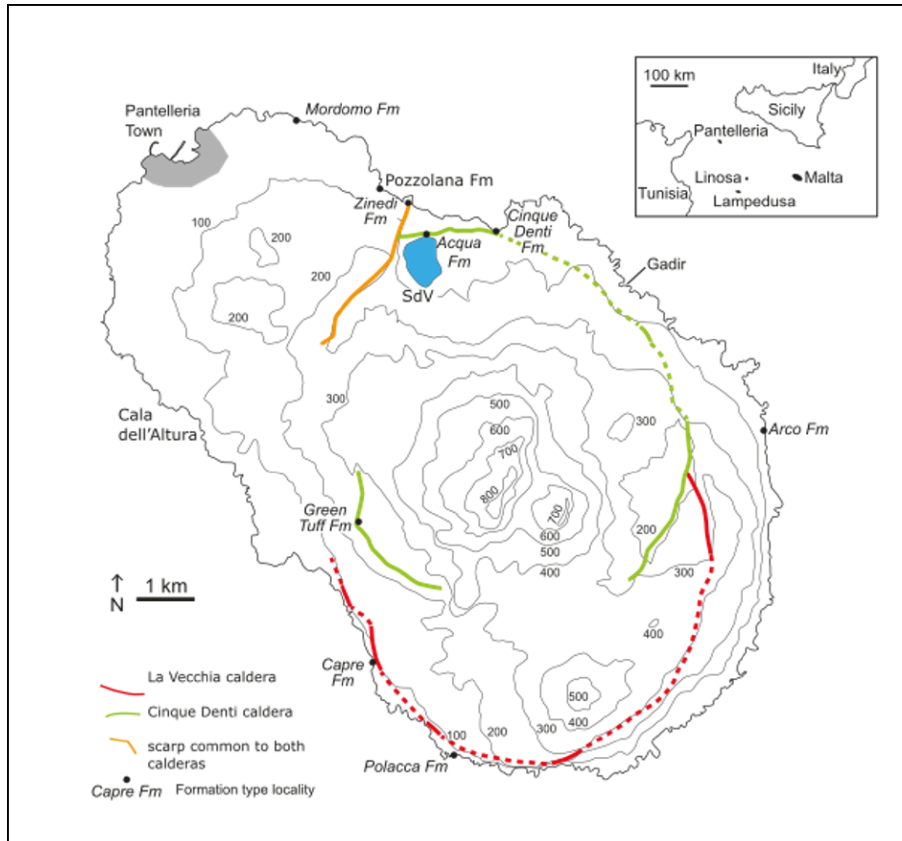 100 km
Italy
Sicily
Pantelleria
Linosa
Malta
Tunisia
Lampedusa
Pantelleria
Town
Mordomo Fm
Pozzolana Fm
Zinedi
Fm
Cinque
Denti
Fm
Acqua
Fm
SdV
Gadir
100
200
200
200
300
500
600
700
800
700
600
500
400
300
Arco Fm
Cala
dell'Altura
Green
Tuff Fm
200
300
400
N
1 km
Capre
Fm
500
400
300
200
100
Polacca Fm
La Vecchia caldera
Cinque Denti caldera
scarp common to both
calderas
Capre Fm Formation type locality